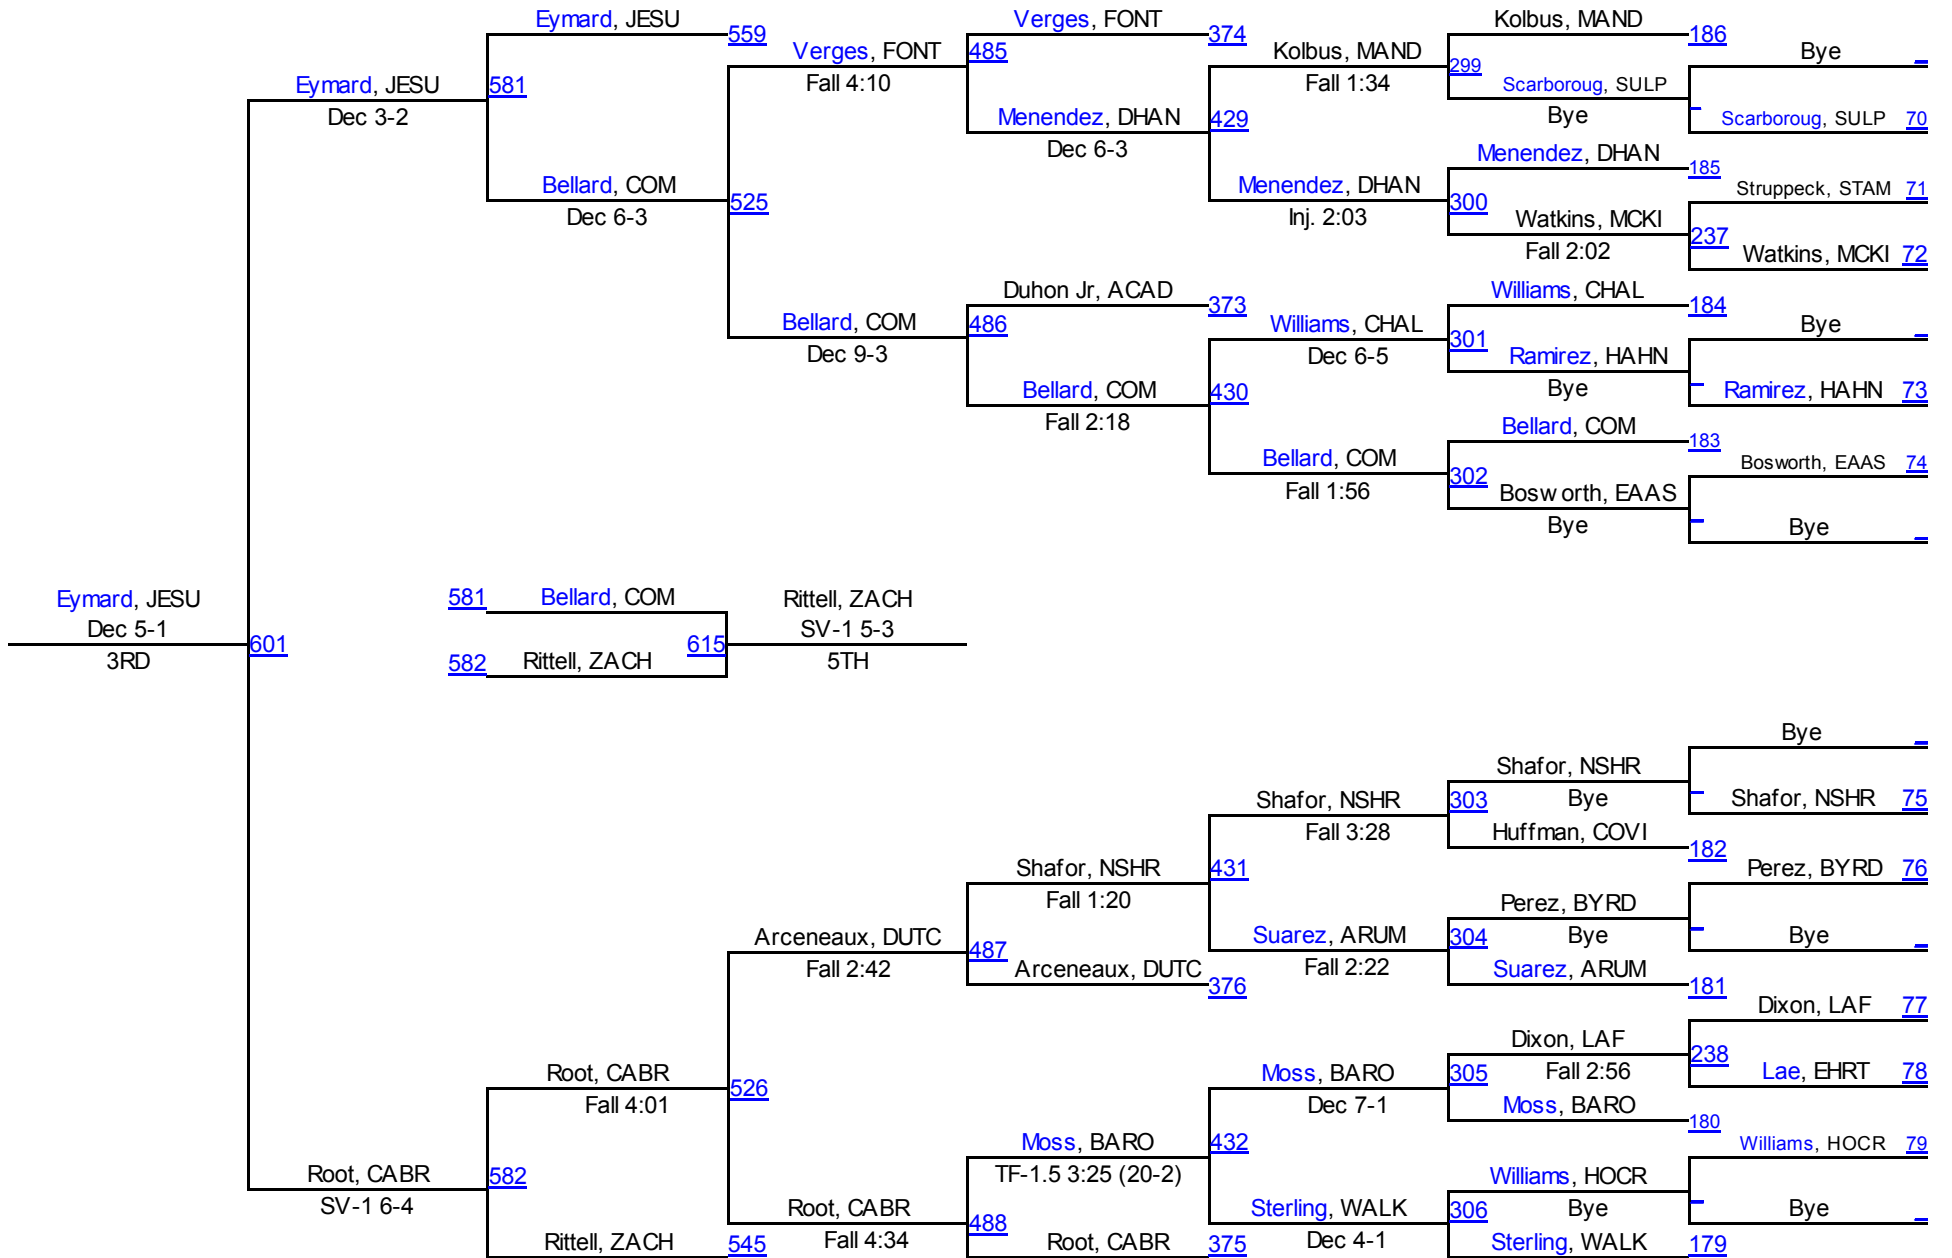 Eymard, JESU
559
Verges, FONT
374
Kolbus, MAND
186
Bye
Verges, FONT
485
Kolbus, MAND
299
Eymard, JESU
581
Fall 4:10
Fall 1:34
Scarboroug, SULP
Dec 3-2
Menendez, DHAN
429
Bye
Scarboroug, SULP 70
Dec 6-3
Menendez, DHAN
185
Bellard, COM
525
Menendez, DHAN
300
Struppeck, STAM 71
Dec 6-3
Inj. 2:03
Watkins, MCKI
237
Fall 2:02
Watkins, MCKI 72
Duhon Jr, ACAD
373
Williams, CHAL
184
Bellard, COM
486
Williams, CHAL
301
Bye
Dec 9-3
Dec 6-5
Ramirez, HAHN
Bellard, COM
430
Bye
Ramirez, HAHN 73
Fall 2:18
Bellard, COM
183
Bellard, COM
302
Bosworth, EAAS 74
Fall 1:56
Bosworth, EAAS
Bye
Bye
Eymard, JESU
581
Bellard, COM
Rittell, ZACH
Dec 5-1
601
615
SV-1 5-3
3RD
582
Rittell, ZACH
5TH
Bye
Shafor, NSHR
Shafor, NSHR
303
Bye
Shafor, NSHR 75
Fall 3:28
Huffman, COVI
182
Shafor, NSHR
431
Perez, BYRD 76
Fall 1:20
Perez, BYRD
Arceneaux, DUTC
487
Suarez, ARUM
304
Bye
Bye
Fall 2:42
Arceneaux, DUTC
376
Fall 2:22
Suarez, ARUM
181
Dixon, LAF 77
Dixon, LAF
238
Root, CABR
526
Moss, BARO
305
Fall 2:56
Lae, EHRT 78
Fall 4:01
Dec 7-1
Moss, BARO
180
Moss, BARO
432
Williams, HOCR 79
Root, CABR
582
TF-1.5 3:25 (20-2)
Williams, HOCR
SV-1 6-4
Root, CABR
488
Sterling, WALK
306
Bye
Bye
Rittell, ZACH
545
Fall 4:34
Root, CABR
375
Dec 4-1
Sterling, WALK
179